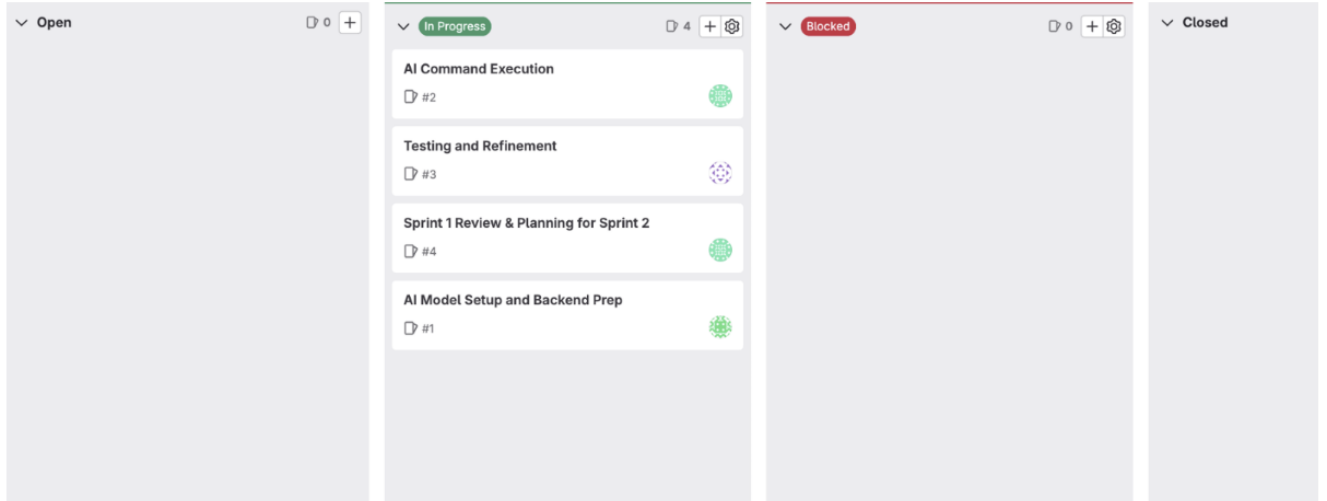 Open 0
In Progress 4
AI Command Execution
#2
Testing and Refinement
#3
Sprint 1 Review & Planning for Sprint 2
#4
AI Model Setup and Backend Prep
#1
Blocked 0
Closed